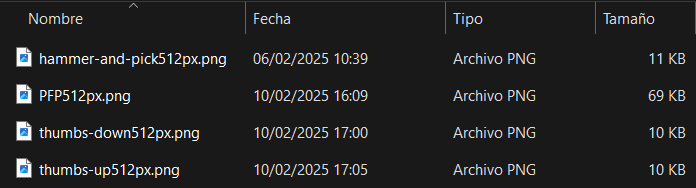 Nombre Fecha Tipo Tamaño
hammer-and-pick512px.png 06/02/2025 10:39 Archivo PNG 11 KB
PFP512px.png 10/02/2025 16:09 Archivo PNG 69 KB
thumbs-down512px.png 10/02/2025 17:00 Archivo PNG 10 KB
thumbs-up512px.png 10/02/2025 17:05 Archivo PNG 10 KB